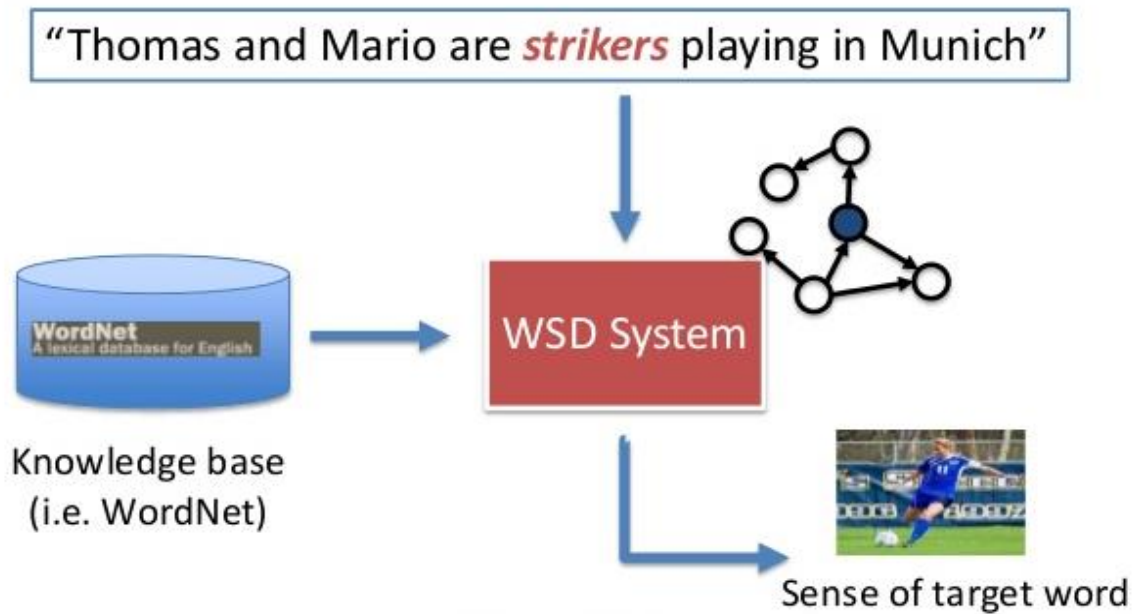 “Thomas and Mario are strikers playing in Munich”
WSD System
WordNet
A lexical database for English
Knowledge base
(i.e. WordNet)
11
Sense of target word